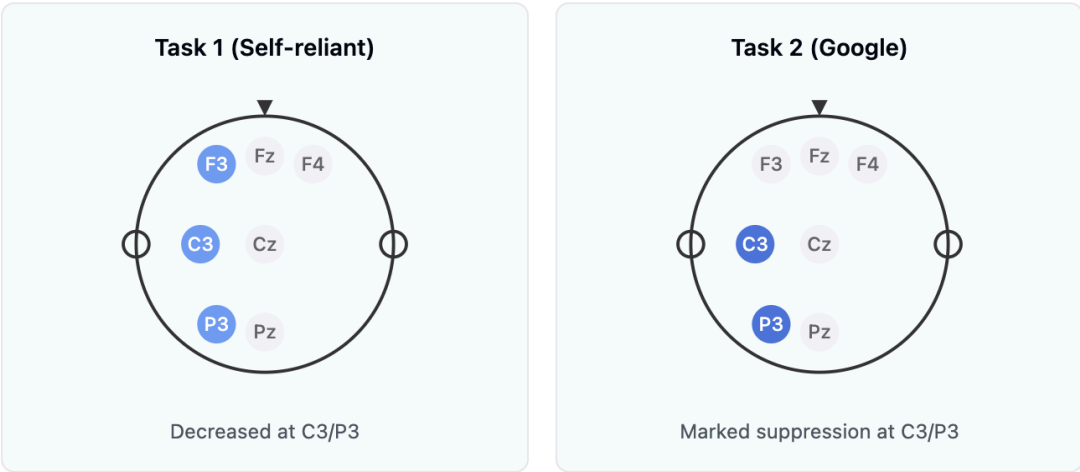 Task 1 (Self-reliant)
F3 Fz F4
C3 Cz
P3 Pz
Decreased at C3/P3
Task 2 (Google)
F3 Fz F4
C3 Cz
P3 Pz
Marked suppression at C3/P3